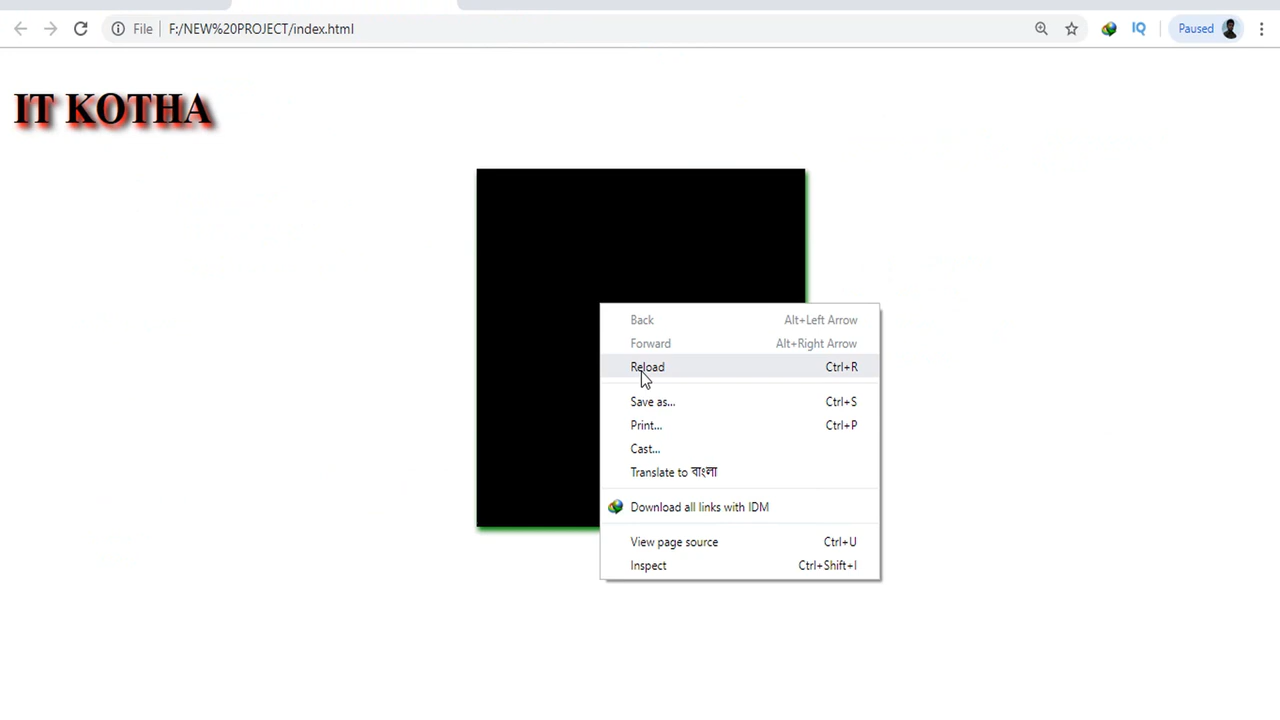 File F:/NEW%20PROJECT/index.html IQ Paused
IT KOTHA
Back Alt+Left Arrow
Forward Alt+Right Arrow
Reload Ctrl+R
Save as... Ctrl+S
Print... Ctrl+P
Cast...
Translate to বাংলা
Download all links with IDM
View page source Ctrl+U
Inspect Ctrl+Shift+I